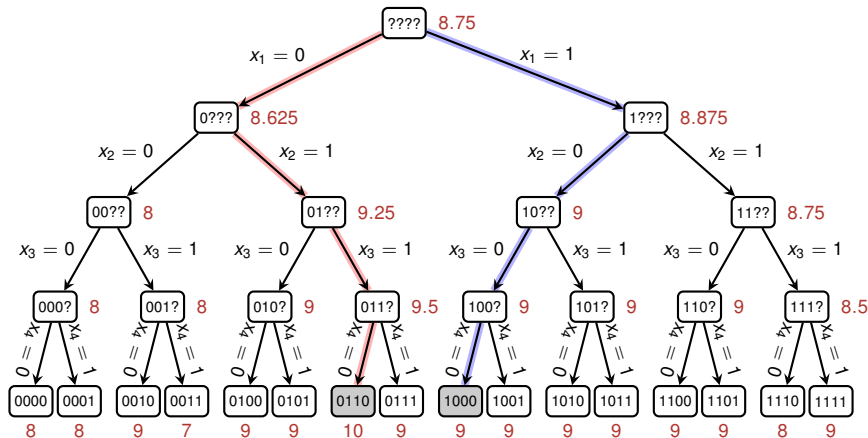 ???? 8.75
x₁ = 0 x₁ = 1
0??? 8.625 1??? 8.875
x₂ = 0 x₂ = 1 x₂ = 0 x₂ = 1
00?? 8 01?? 9.25 10?? 9 11?? 8.75
x₃ = 0 x₃ = 1 x₃ = 0 x₃ = 1 x₃ = 0 x₃ = 1 x₃ = 0 x₃ = 1
000? 8 001? 8 010? 9 011? 9.5 100? 9 101? 9 110? 9 111? 8.5
x₄ = 0 x₄ = 1 x₄ = 0 x₄ = 1 x₄ = 0 x₄ = 1 x₄ = 0 x₄ = 1 x₄ = 0 x₄ = 1 x₄ = 0 x₄ = 1 x₄ = 0 x₄ = 1 x₄ = 0 x₄ = 1
0000 0001 0010 0011 0100 0101 0110 0111 1000 1001 1010 1011 1100 1101 1110 1111
8 8 9 7 9 9 10 9 9 9 9 9 9 9 8 9